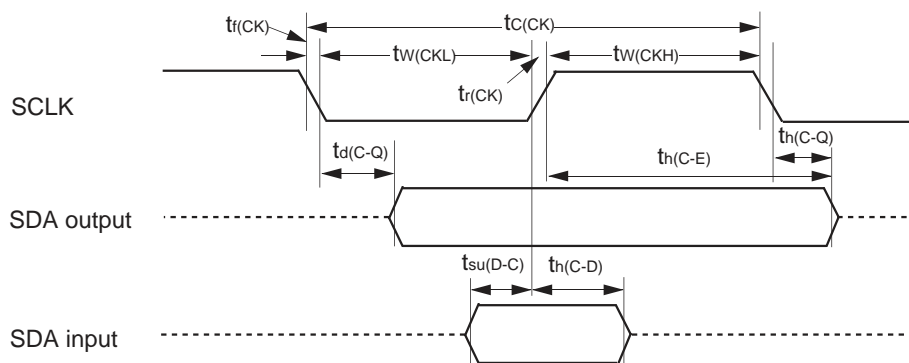 tf(CK) tC(CK)
tW(CKL) tr(CK) tW(CKH)
SCLK
td(C-Q) th(C-E) th(C-Q)
SDA output
tsu(D-C) th(C-D)
SDA input